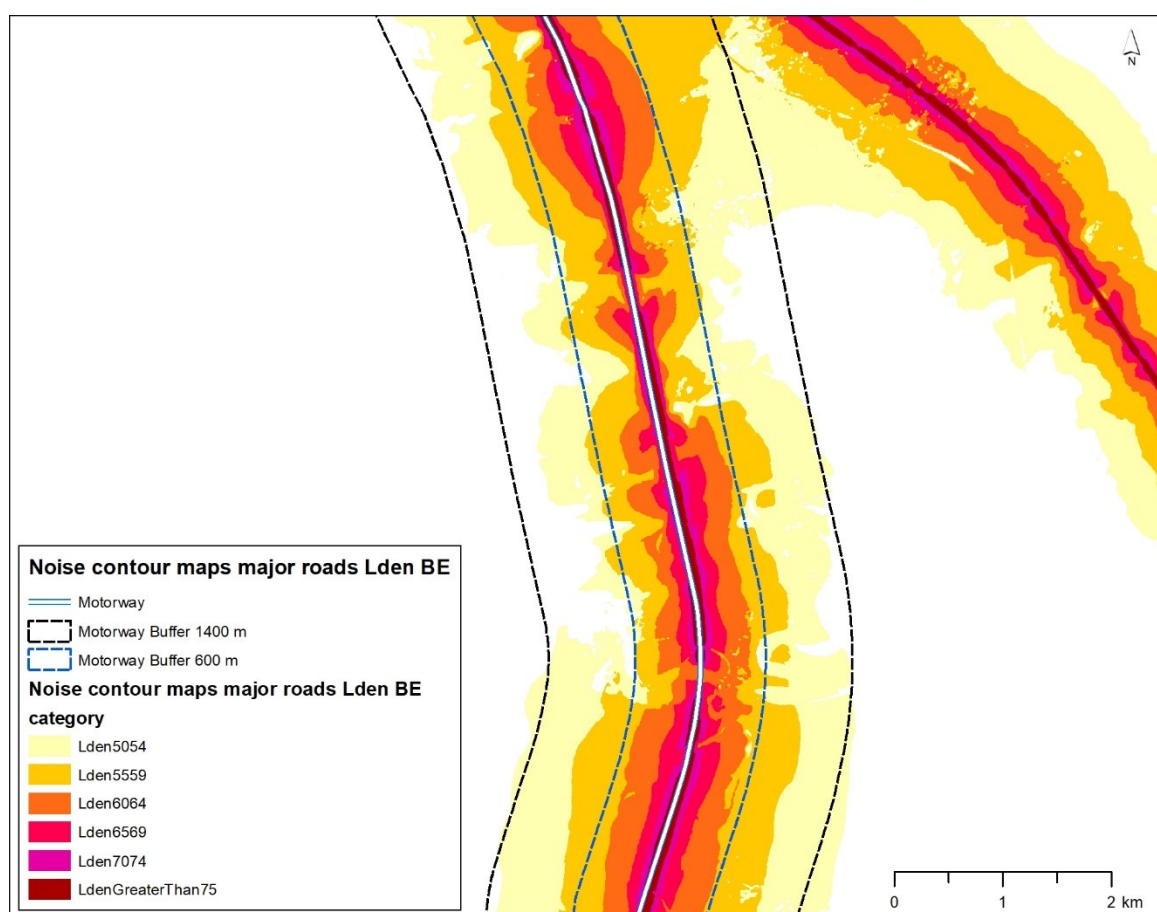 N
Noise contour maps major roads Lden BE
Motorway
Motorway Buffer 1400 m
Motorway Buffer 600 m
Noise contour maps major roads Lden BE
category
Lden5054
Lden5559
Lden6064
Lden6569
Lden7074
LdenGreaterThan75
0 1 2 km